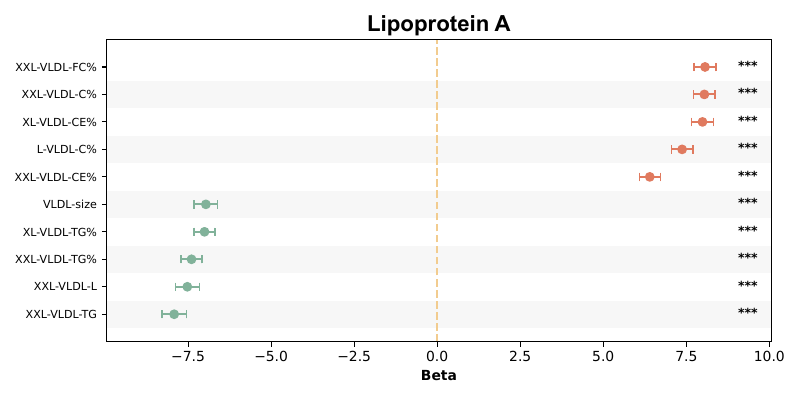 Lipoprotein A
XXL-VLDL-FC% ***
XXL-VLDL-C% ***
XL-VLDL-CE% ***
L-VLDL-C% ***
XXL-VLDL-CE% ***
VLDL-size ***
XL-VLDL-TG% ***
XXL-VLDL-TG% ***
XXL-VLDL-L ***
XXL-VLDL-TG ***
−7.5 −5.0 −2.5 0.0 2.5 5.0 7.5 10.0
Beta